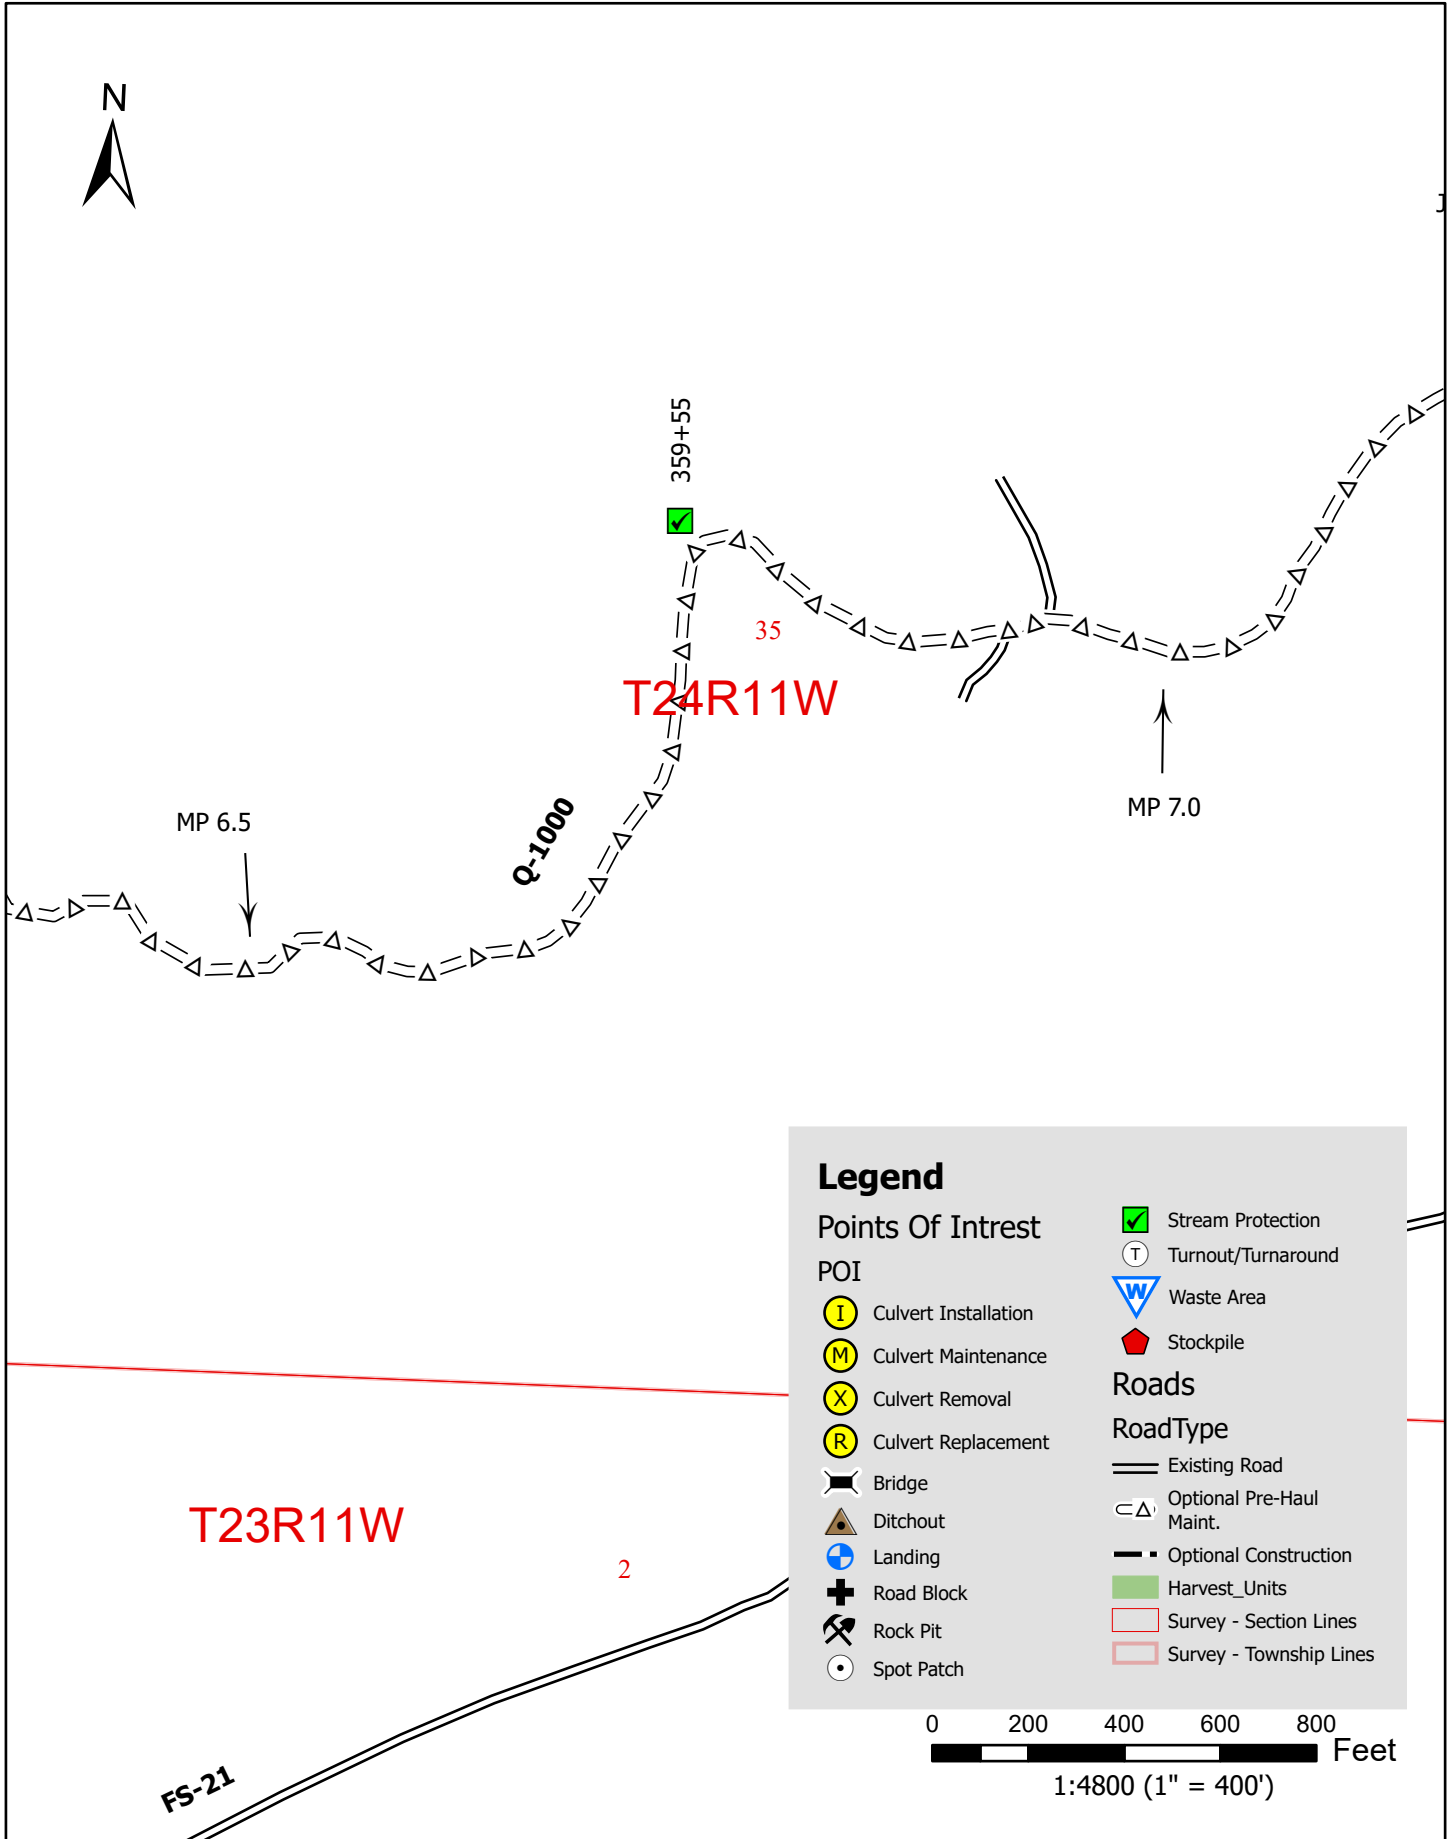 N
J
359+55
35
T24R11W
MP 6.5
Q-1000
MP 7.0
Legend
Points Of Intrest
POI
I Culvert Installation
M Culvert Maintenance
X Culvert Removal
R Culvert Replacement
Bridge
Ditchout
Landing
Road Block
Rock Pit
Spot Patch
Stream Protection
T Turnout/Turnaround
W Waste Area
Stockpile
Roads
RoadType
Existing Road
Optional Pre-Haul
Maint.
Optional Construction
Harvest_Units
Survey - Section Lines
Survey - Township Lines
T23R11W
2
FS-21
0 200 400 600 800
Feet
1:4800 (1" = 400')